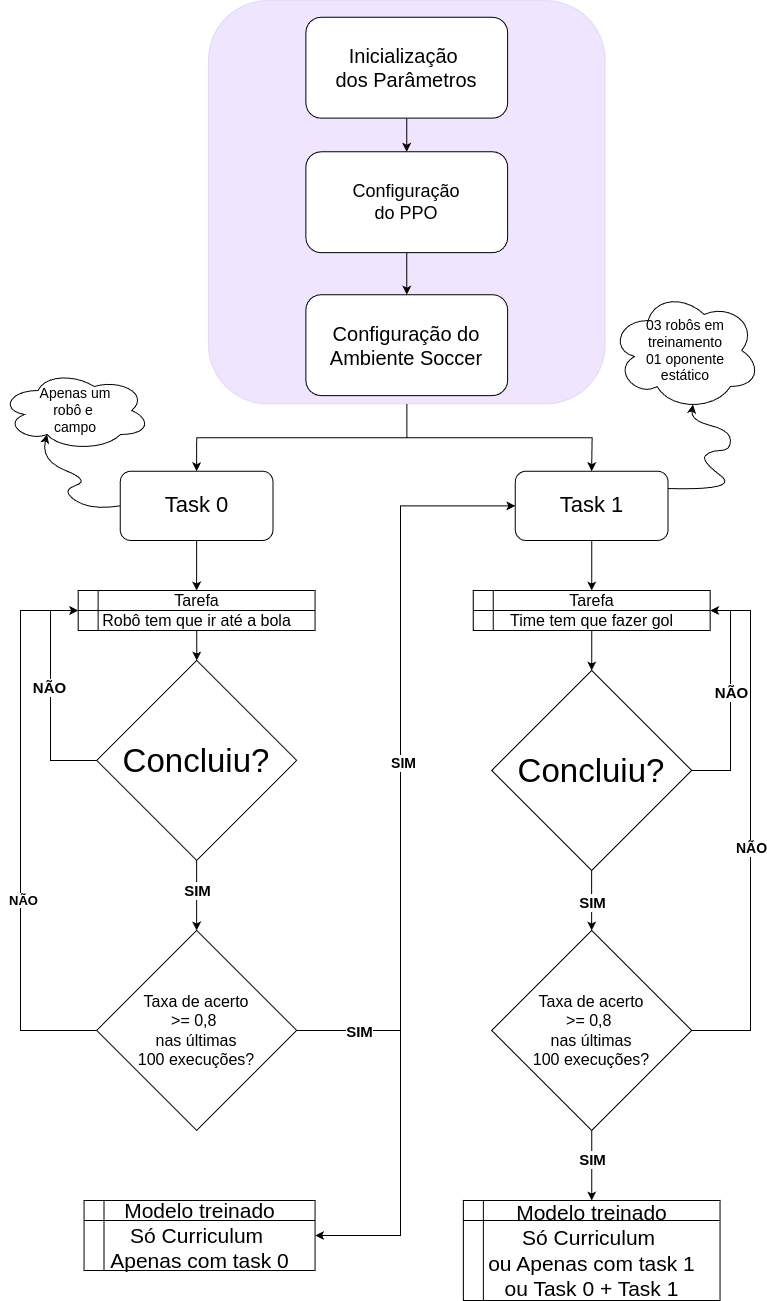 Inicialização
dos Parâmetros
Configuração
do PPO
Configuração do
Ambiente Soccer
03 robôs em
treinamento
01 oponente
estático
Apenas um
robô e
campo
Task 0
Task 1
Tarefa
Robô tem que ir até a bola
Tarefa
Time tem que fazer gol
NÃO
NÃO
Concluiu?
SIM
Concluiu?
NÃO
SIM
NÃO
SIM
Taxa de acerto
>= 0,8
nas últimas
100 execuções?
SIM
Taxa de acerto
>= 0,8
nas últimas
100 execuções?
SIM
Modelo treinado
Só Curriculum
Apenas com task 0
Modelo treinado
Só Curriculum
ou Apenas com task 1
ou Task 0 + Task 1